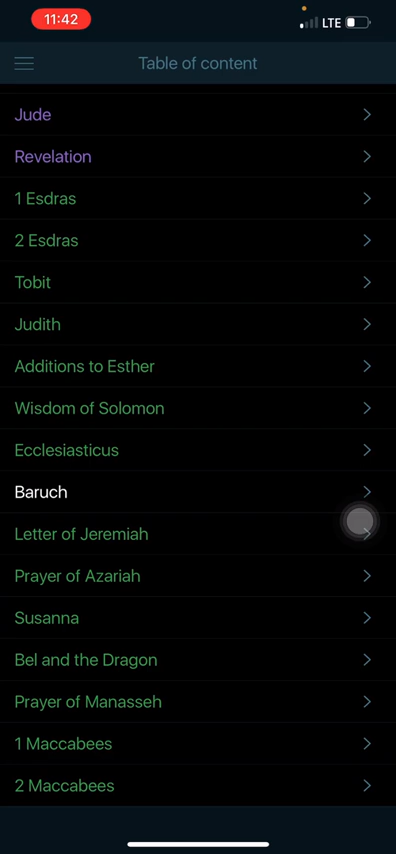 11:42
LTE
Table of content
Jude
Revelation
1 Esdras
2 Esdras
Tobit
Judith
Additions to Esther
Wisdom of Solomon
Ecclesiasticus
Baruch
Letter of Jeremiah
Prayer of Azariah
Susanna
Bel and the Dragon
Prayer of Manasseh
1 Maccabees
2 Maccabees